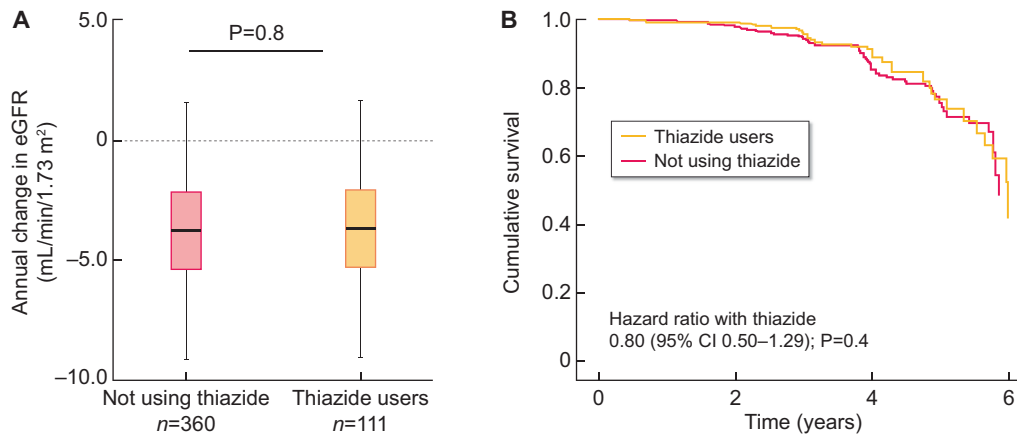 A
5.0
P=0.8
0
–5.0
–10.0
Annual change in eGFR
(mL/min/1.73 m²)
Not using thiazide
n=360
Thiazide users
n=111
B
1.0
0.8
0.6
0.4
0.2
0
Cumulative survival
Thiazide users
Not using thiazide
Hazard ratio with thiazide
0.80 (95% CI 0.50–1.29); P=0.4
0 2 4 6
Time (years)